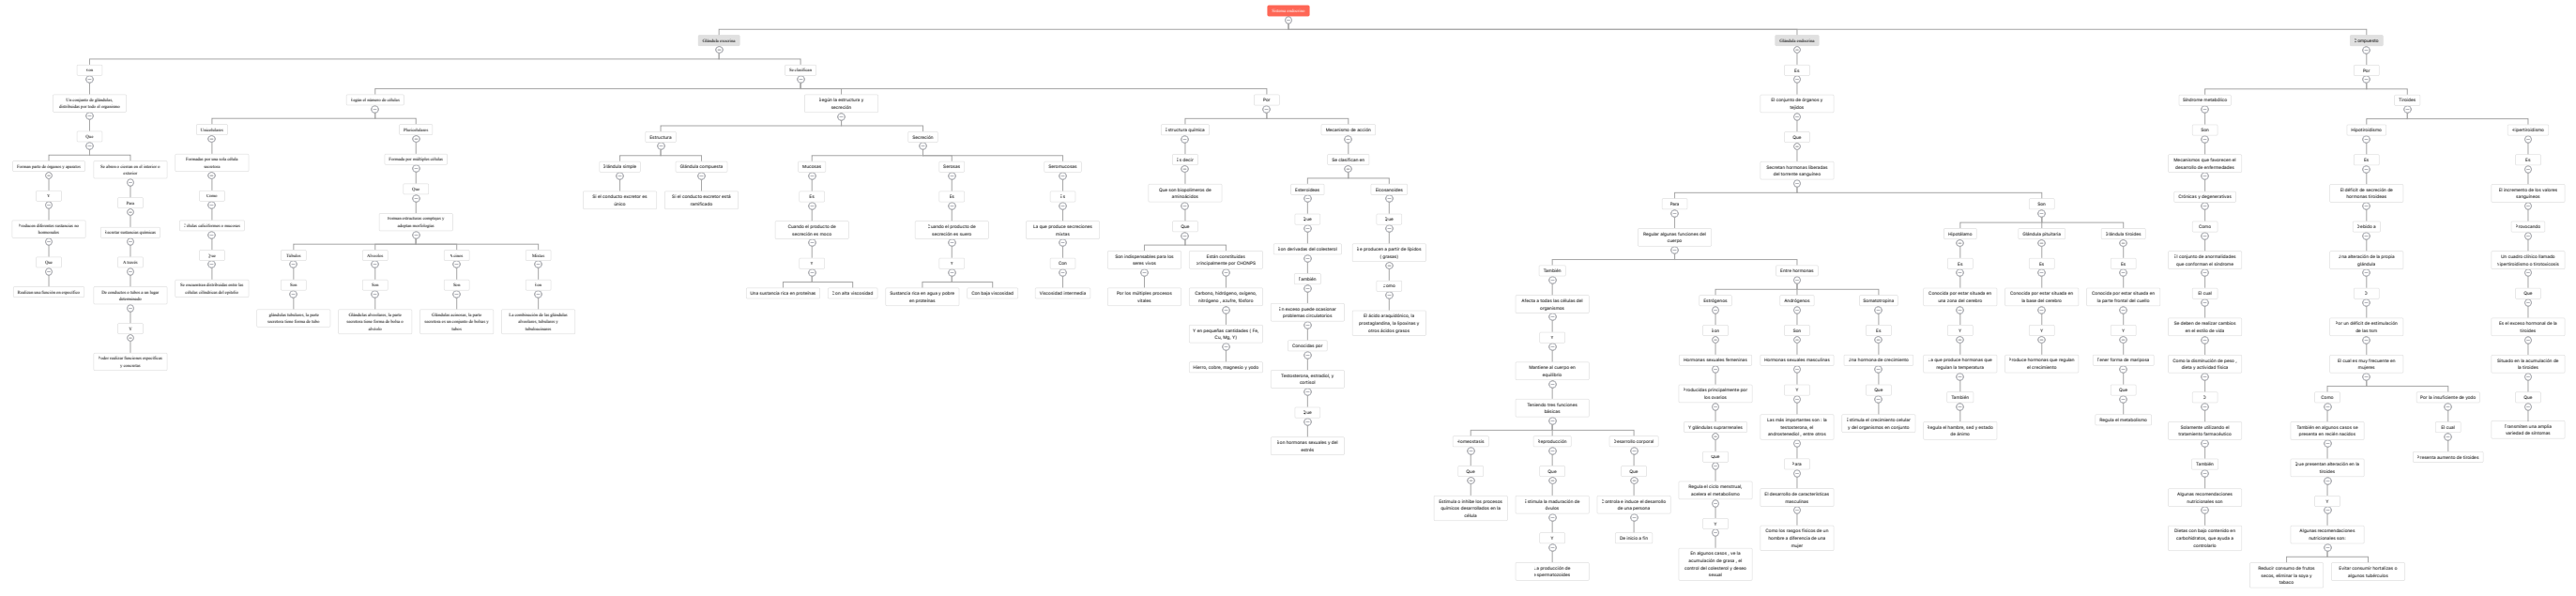 Sistema endocrino
Glándula exocrina
Son
Un conjunto de glándulas,
distribuidas por todo el organismo
Que
Forman parte de órganos y aparatos
Y
Producen diferentes sustancias no
hormonales
Que
Realizan una función en específico
Se abren o cierran en el interior o
exterior
Para
Secretar sustancias químicas
A través
De conductos o tubos a un lugar
determinado
Y
Poder realizar funciones específicas
y concretas
Se clasifican
Según el número de células
Unicelulares
Formadas por una sola célula
secretora
Cómo
Células caliciformes o mucosas
Que
Se encuentran distribuidas entre las
células cilíndricas del epitelio
Pluricelulares
Formada por múltiples células
Que
Forman estructuras complejas y
adoptan morfologías
Túbulos
Son
glándulas tubulares, la parte
secretora tiene forma de tubo
Alveolos
Son
Glándulas alveolares, la parte
secretora tiene forma de bolsa o
alvéolo
Acinos
Son
Glándulas acinosas, la parte
secretora es un conjunto de bolsas y
tubos
Mixtas
Son
La combinación de las glándulas
alveolares, tubulares y
tubuloacinares
Según la estructura y
secreción
Estructura
Glándula simple
Si el conducto excretor es
único
Glándula compuesta
Si el conducto excretor está
ramificado
Secreción
Mucosas
Es
Cuando el producto de
secreción es moco
Y
Una sustancia rica en proteínas
Con alta viscosidad
Serosas
Es
Cuando el producto de
secreción es suero
Y
Sustancia rica en agua y pobre
en proteínas
Con baja viscosidad
Seromucosas
Es
La que produce secreciones
mixtas
Con
Viscosidad intermedia
Por
Estructura química
Es decir
Que son biopolímeros de
aminoácidos
Que
Son indispensables para los
seres vivos
Por los múltiples procesos
vitales
Están constituidas
principalmente por CHONPS
Carbono, hidrógeno, oxígeno,
nitrógeno , azufre, fósforo
Y en pequeñas cantidades ( Fe,
Cu, Mg, Y)
Hierro, cobre, magnesio y yodo
Mecanismo de acción
Se clasifican en
Esteroideas
Que
Son derivadas del colesterol
También
En exceso puede ocasionar
problemas circulatorios
Conocidas por
Testosterona, estradiol, y
cortisol
Que
Son hormonas sexuales y del
estrés
Eicosanoides
Que
Se producen a partir de lípidos
( grasas)
Como
El ácido araquidónico, la
prostaglandina, la lipoxinas y
otros ácidos grasos
Glándula endocrina
Es
El conjunto de órganos y
tejidos
Que
Secretan hormonas liberadas
del torrente sanguíneo
Para
Regular algunas funciones del
cuerpo
También
Afecta a todas las células del
organismos
Y
Mantiene al cuerpo en
equilibrio
Teniendo tres funciones
básicas
Homeostasis
Que
Estimula o inhibe los procesos
químicos desarrollados en la
célula
Reproducción
Que
Estimula la maduración de
óvulos
Y
La producción de
espermatozoides
Desarrollo corporal
Que
Controla e induce el desarrollo
de una persona
De inicio a fin
Entre hormonas
Estrógenos
Son
Hormonas sexuales femeninas
Producidas principalmente por
los ovarios
Y glándulas suprarrenales
Que
Regula el ciclo menstrual,
acelera el metabolismo
Y
En algunos casos , ve la
acumulación de grasa , el
control del colesterol y deseo
sexual
Andrógenos
Son
Hormonas sexuales masculinas
Y
Las más importantes son : la
testosterona, el
androstenediol , entre otros
Para
El desarrollo de características
masculinas
Como los rasgos físicos de un
hombre a diferencia de una
mujer
Somatotropina
Es
Una hormona de crecimiento
Que
Estimula el crecimiento celular
y del organismos en conjunto
Son
Hipotálamo
Es
Conocida por estar situada en
una zona del cerebro
Y
La que produce hormonas que
regulan la temperatura
También
Regula el hambre, sed y estado
de ánimo
Glándula pituitaria
Es
Conocida por estar situada en
la base del cerebro
Y
Produce hormonas que regulan
el crecimiento
Glándula tiroides
Es
Conocida por estar situada en
la parte frontal del cuello
Y
Tener forma de mariposa
Que
Regula el metabolismo
Compuesto
Por
Síndrome metabólico
Son
Mecanismos que favorecen el
desarrollo de enfermedades
Crónicas y degenerativas
Como
El conjunto de anormalidades
que conforman el síndrome
El cual
Se deben de realizar cambios
en el estilo de vida
Como la disminución de peso ,
dieta y actividad física
O
Solamente utilizando el
tratamiento farmacéutico
También
Algunas recomendaciones
nutricionales son
Dietas con bajo contenido en
carbohidratos, que ayuda a
controlarlo
Tiroides
Hipotiroidismo
Es
El déficit de secreción de
hormonas tiroideas
Debido a
Una alteración de la propia
glándula
O
Por un déficit de estimulación
de las tsm
El cual es muy frecuente en
mujeres
Como
También en algunos casos se
presenta en recién nacidos
Que presentan alteración en la
tiroides
Y
Algunas recomendaciones
nutricionales son:
Reducir consumo de frutos
secos, eliminar la soya y
tabaco
Evitar consumir hortalizas o
algunos tubérculos
Por la insuficiente de yodo
El cual
Presenta aumento de tiroides
Hipertiroidismo
Es
El incremento de los valores
sanguíneos
Provocando
Un cuadro clínico llamado
hipertiroidismo o tirotoxicosis
Que
Es el exceso hormonal de la
tiroides
Situada en la acumulación de
la tiroides
Que
Transmiten una amplia
variedad de síntomas